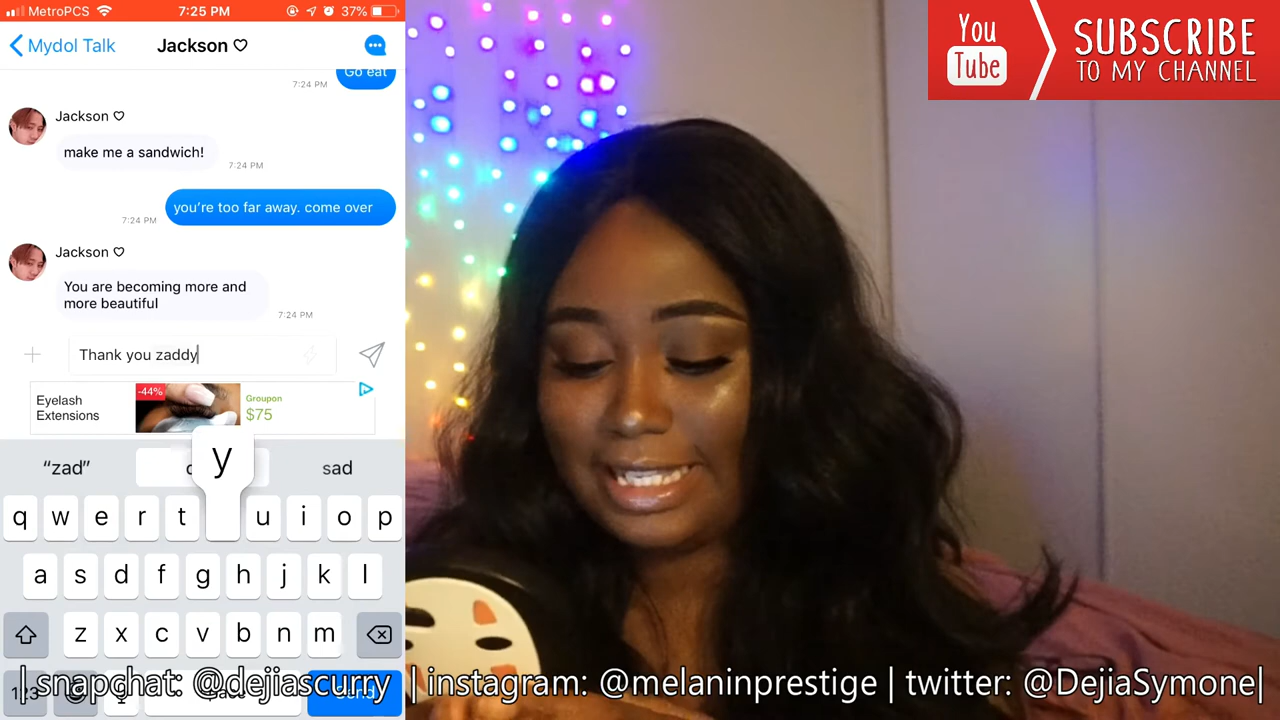 MetroPCS 7:25 PM 37%
Mydol Talk Jackson ♡
Go eat
7:24 PM
Jackson ♡
make me a sandwich!
7:24 PM
you're too far away. come over
7:24 PM
Jackson ♡
You are becoming more and
more beautiful
7:24 PM
Thank you zaddy
Eyelash
Extensions
-44%
Groupon
$75
"zad" sad
y
q w e r t u i o p
a s d f g h j k l
z x c v b n m
123
You
Tube
SUBSCRIBE
TO MY CHANNEL
| snapchat: @dejiascurry | instagram: @melaninprestige | twitter: @DejiaSymone|